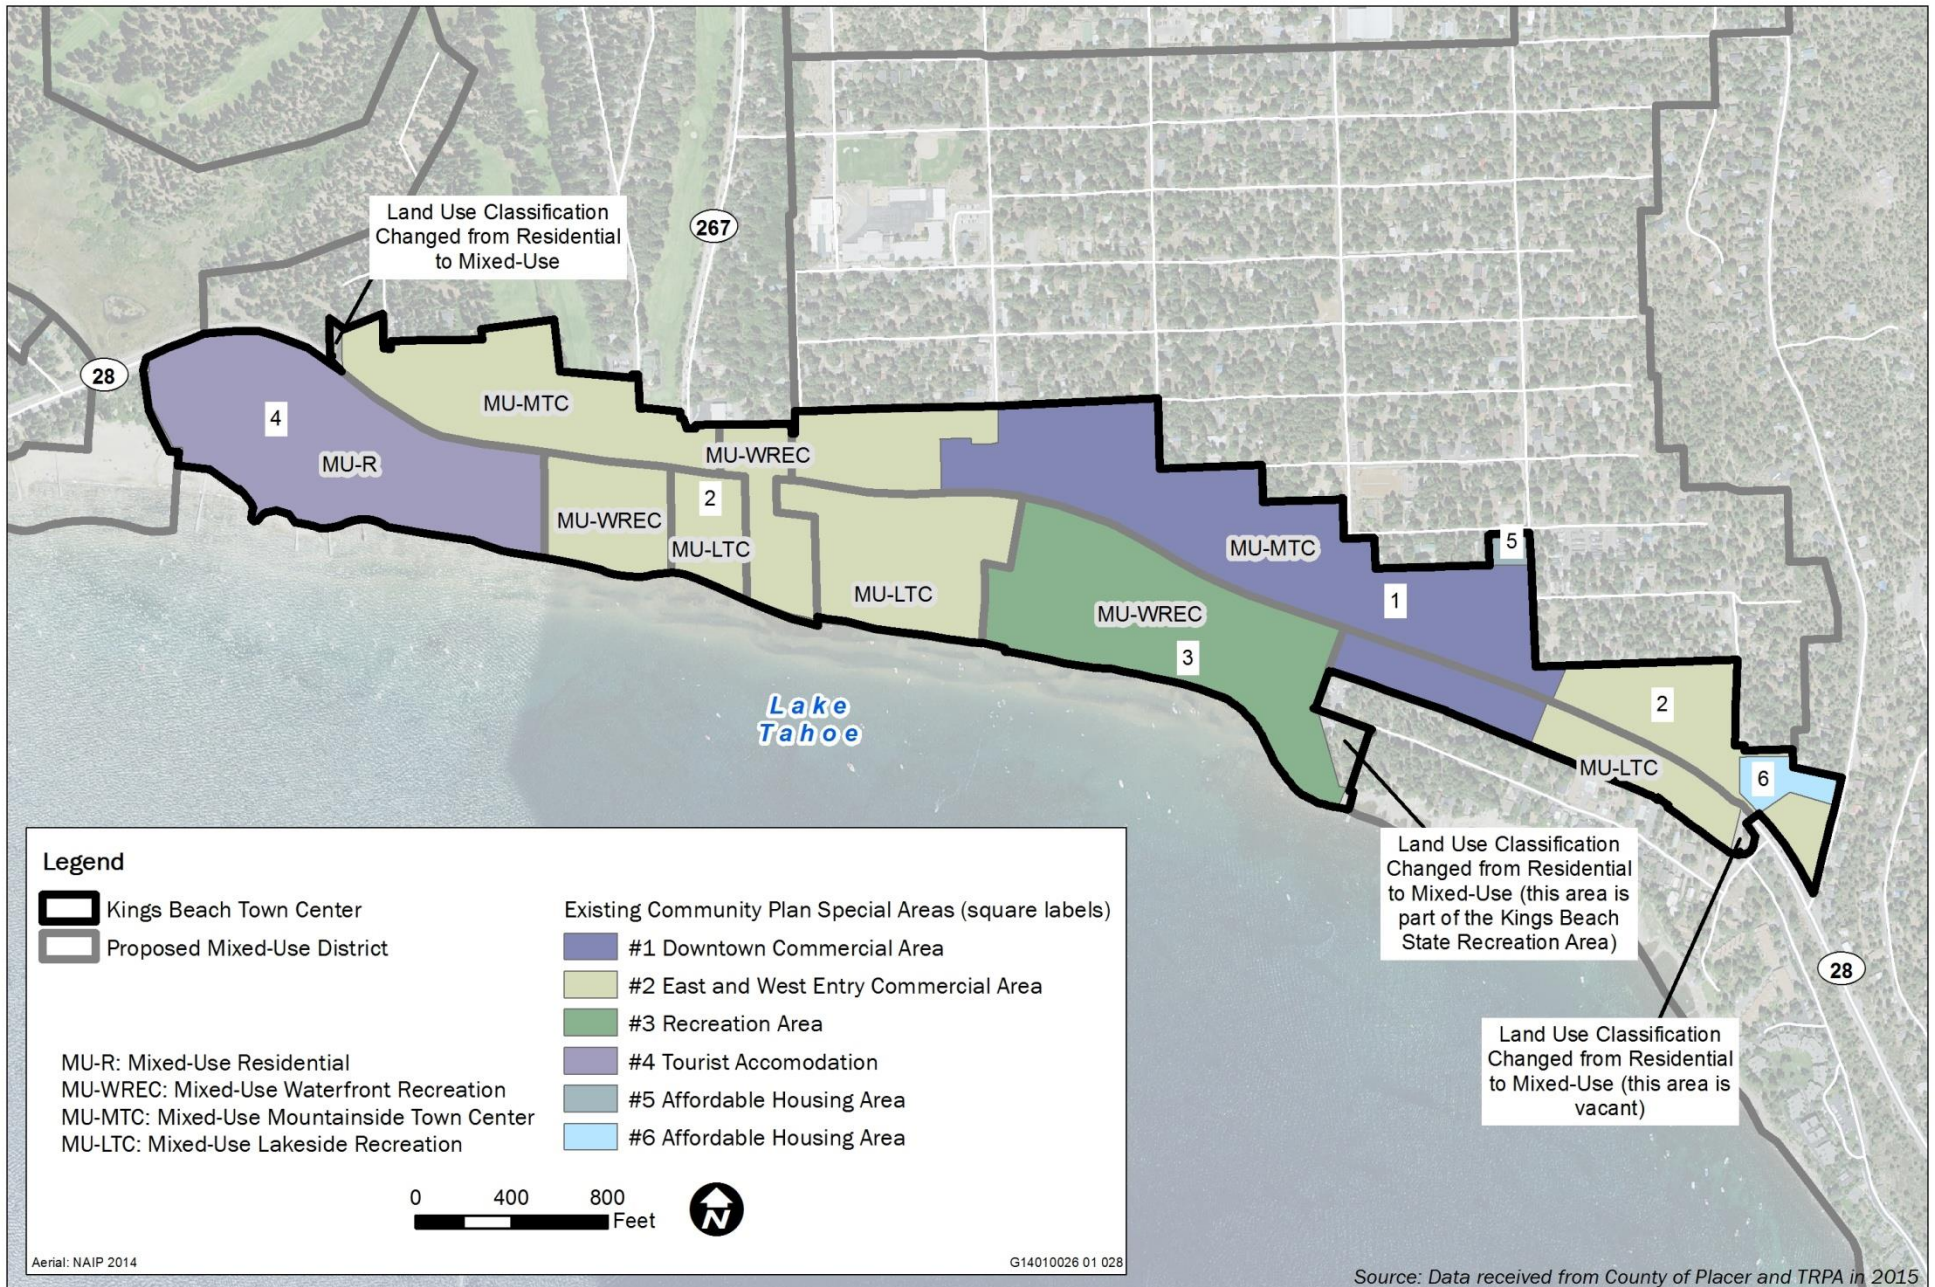 Land Use Classification
Changed from Residential
to Mixed-Use
267
28
4
MU-R
MU-MTC
MU-WREC
MU-WREC
2
MU-LTC
MU-LTC
MU-MTC
5
1
MU-WREC
3
2
MU-LTC
6
Lake
Tahoe
Land Use Classification
Changed from Residential
to Mixed-Use (this area is
part of the Kings Beach
State Recreation Area)
28
Land Use Classification
Changed from Residential
to Mixed-Use (this area is
vacant)
Legend
Kings Beach Town Center
Proposed Mixed-Use District
MU-R: Mixed-Use Residential
MU-WREC: Mixed-Use Waterfront Recreation
MU-MTC: Mixed-Use Mountainside Town Center
MU-LTC: Mixed-Use Lakeside Recreation
Existing Community Plan Special Areas (square labels)
#1 Downtown Commercial Area
#2 East and West Entry Commercial Area
#3 Recreation Area
#4 Tourist Accomodation
#5 Affordable Housing Area
#6 Affordable Housing Area
0 400 800
Feet
N
Aerial: NAIP 2014
G14010026 01 028
Source: Data received from County of Placer and TRPA in 2015